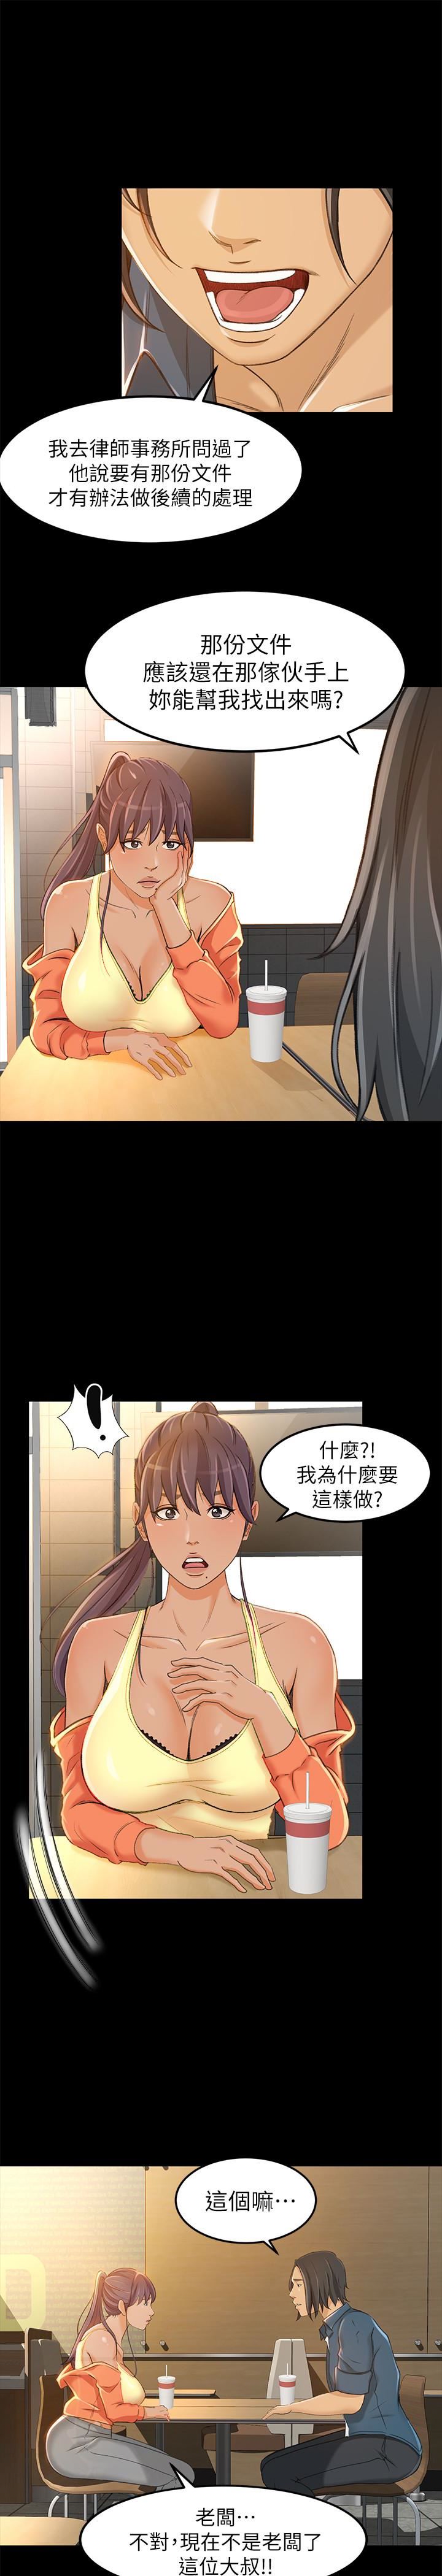 我去律師事務所問過了
他說要有那份文件
才有辦法做後續的處理
那份文件
應該還在那傢伙手上
妳能幫我找出來嗎?
!
什麼?!
我為什麼要
這樣做?
這個嘛⋯
老闆⋯
不對,現在不是老闆了
這位大叔!!